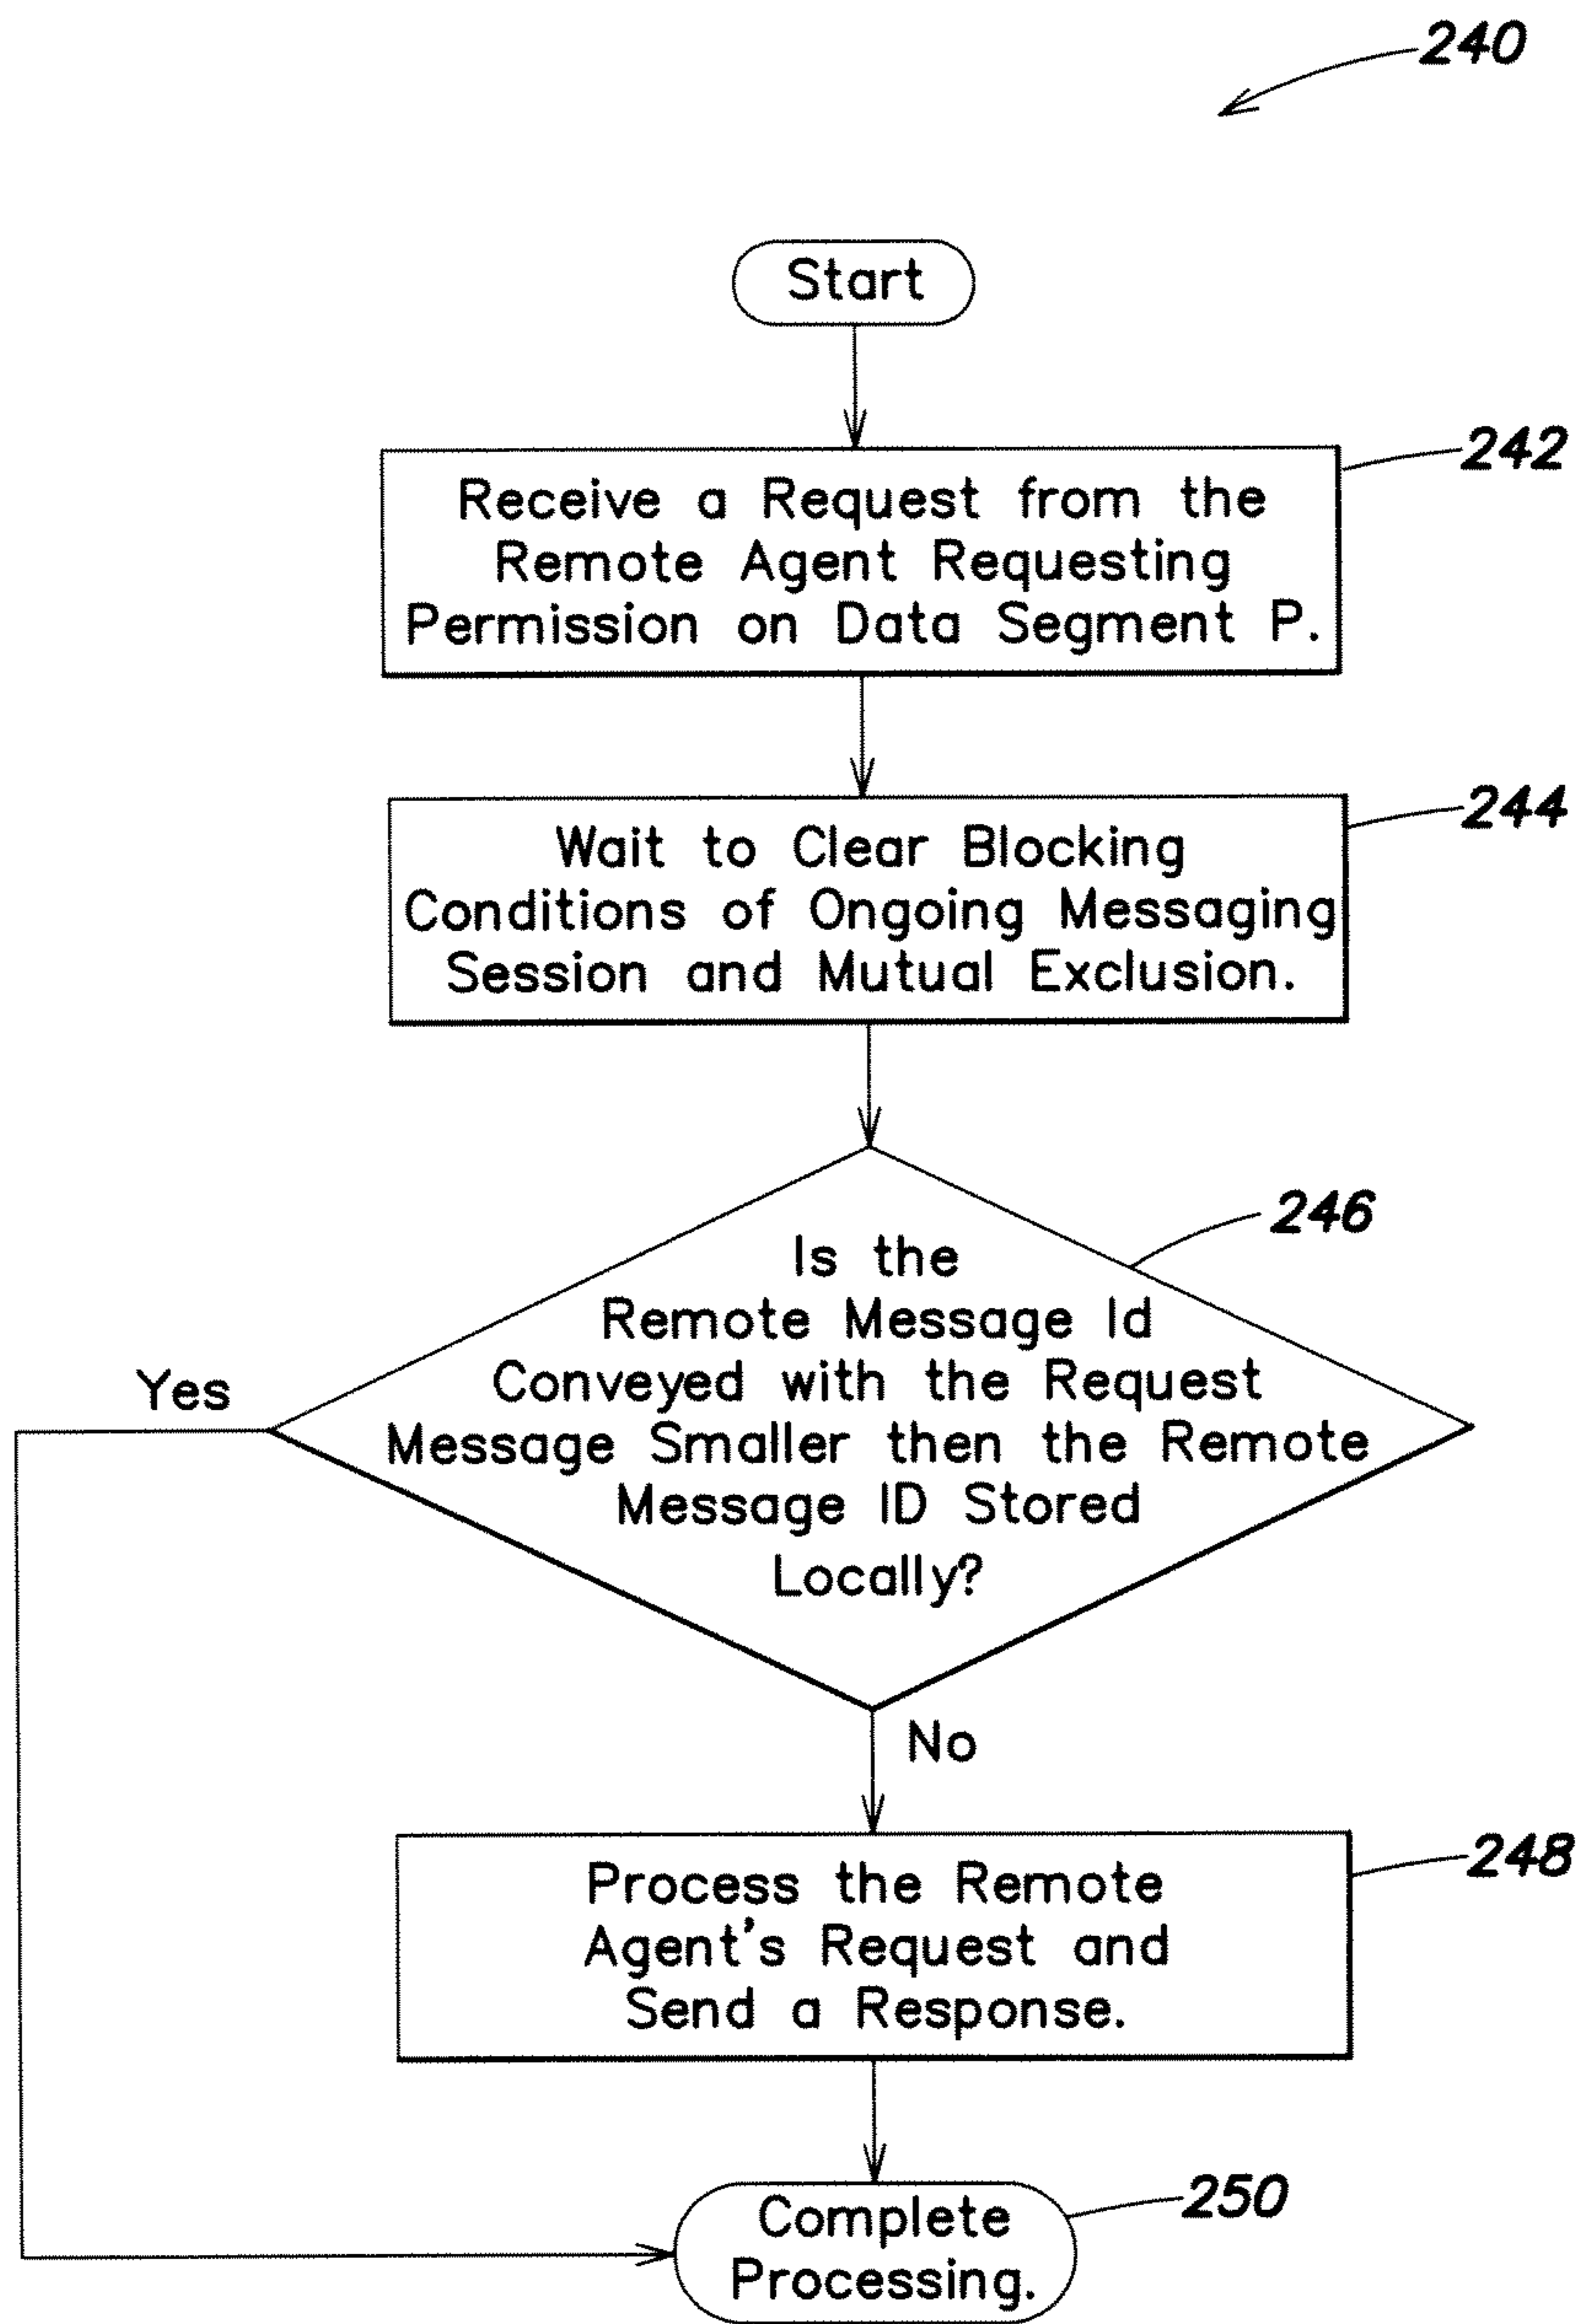 240
Start
242
Receive a Request from the
Remote Agent Requesting
Permission on Data Segment P.
244
Wait to Clear Blocking
Conditions of Ongoing Messaging
Session and Mutual Exclusion.
246
Is the
Remote Message Id
Conveyed with the Request
Message Smaller then the Remote
Message ID Stored
Locally?
Yes
No
248
Process the Remote
Agent's Request and
Send a Response.
250
Complete
Processing.